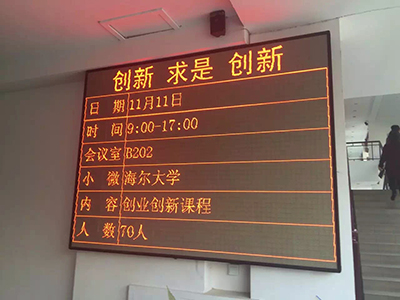 创新 求是 创新
日 期 11月11日
时 间 9:00-17:00
会议室 B202
小 微 海尔大学
内 容 创业创新课程
人 数 70人